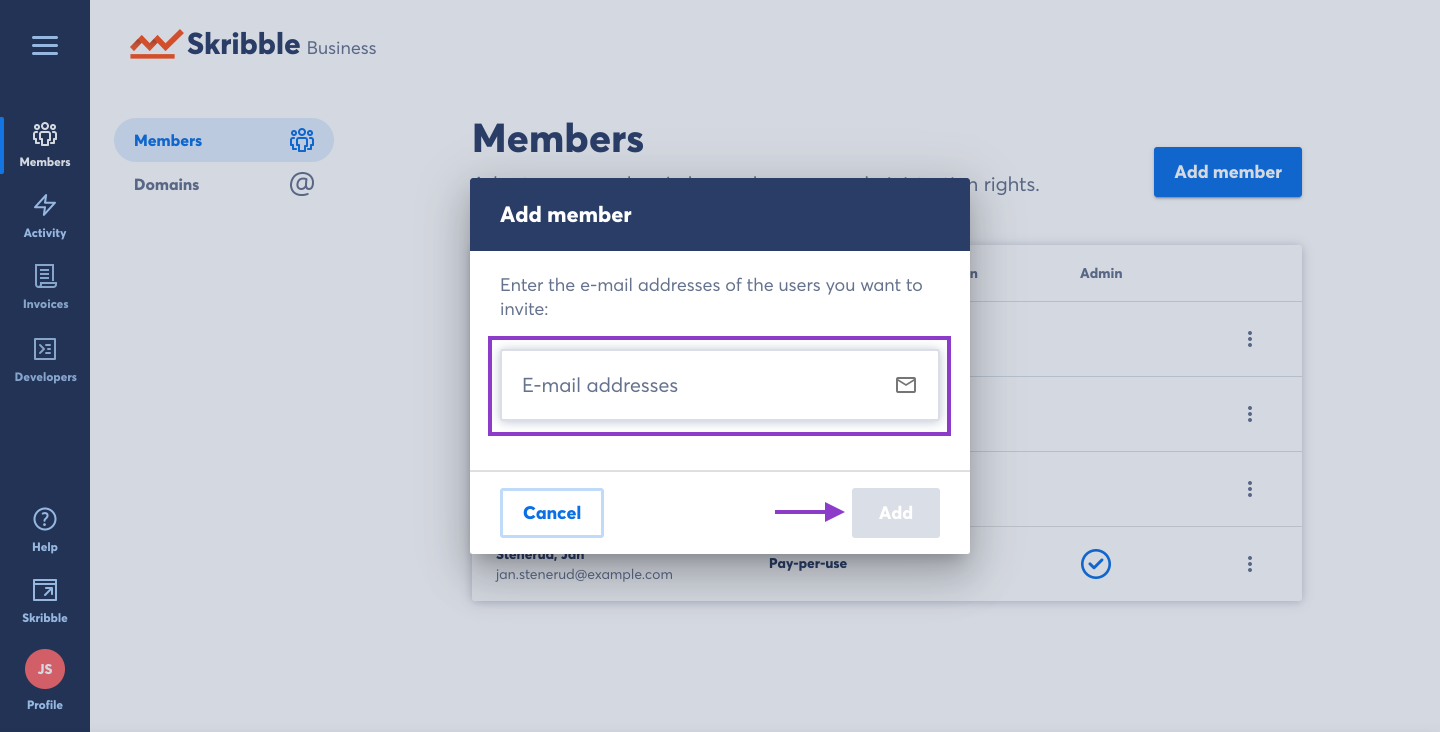 Skribble Business
Members
Activity
Invoices
Developers
Help
Skribble
JS
Profile
Members
Domains
@
Members
rights.
Add member
Add member
Enter the e-mail addresses of the users you want to
invite:
E-mail addresses
Cancel
Add
Admin
Stenerud, Jan
jan.stenerud@example.com
Pay-per-use